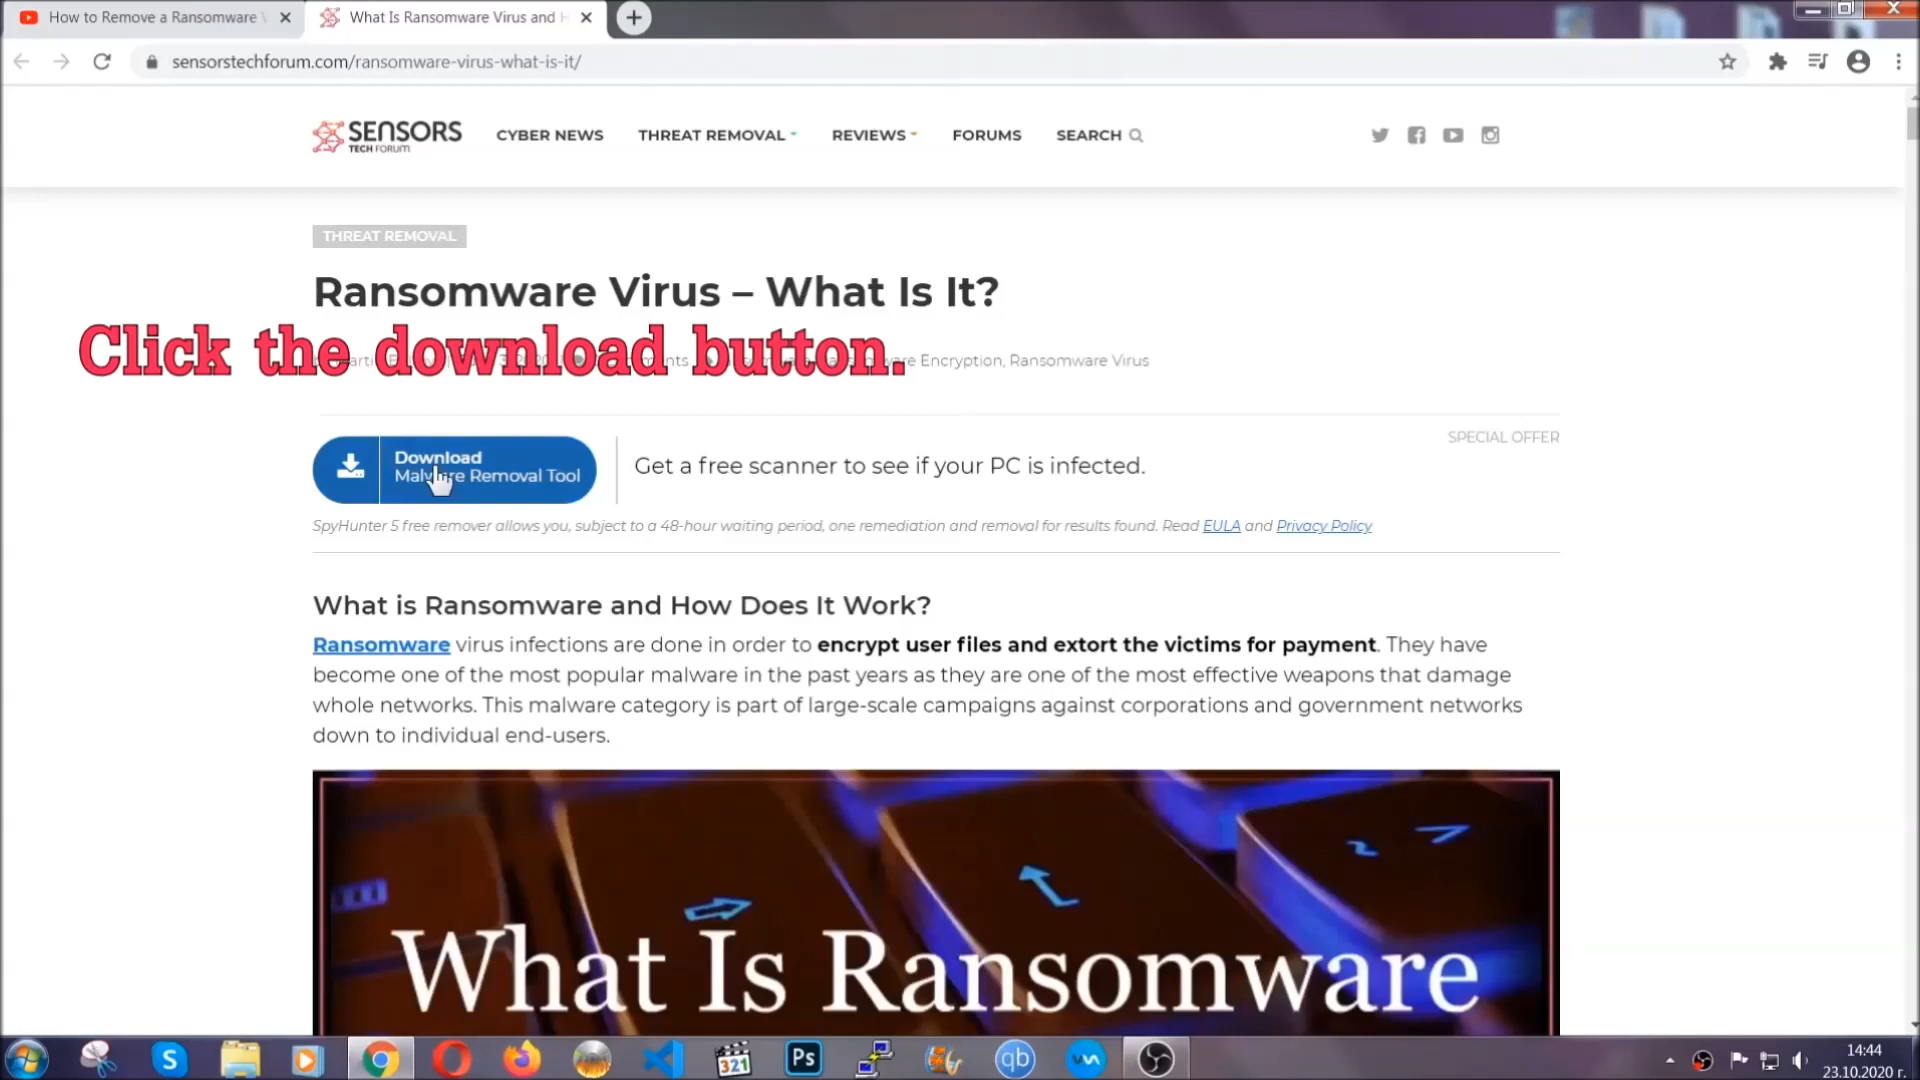 How to Remove a Ransomware
What Is Ransomware Virus and
sensorstechforum.com/ransomware-virus-what-is-it/
SENSORS
TECH FORUM
CYBER NEWS
THREAT REMOVAL
REVIEWS
FORUMS
SEARCH
THREAT REMOVAL
Ransomware Virus – What Is It?
Click the download button.
Encryption, Ransomware Virus
SPECIAL OFFER
Download
Malware Removal Tool
Get a free scanner to see if your PC is infected.
SpyHunter 5 free remover allows you, subject to a 48-hour waiting period, one remediation and removal for results found. Read EULA and Privacy Policy
What is Ransomware and How Does It Work?
Ransomware virus infections are done in order to encrypt user files and extort the victims for payment. They have
become one of the most popular malware in the past years as they are one of the most effective weapons that damage
whole networks. This malware category is part of large-scale campaigns against corporations and government networks
down to individual end-users.
What Is Ransomware
S
321
Ps
qb
14:44
23.10.2020 г.